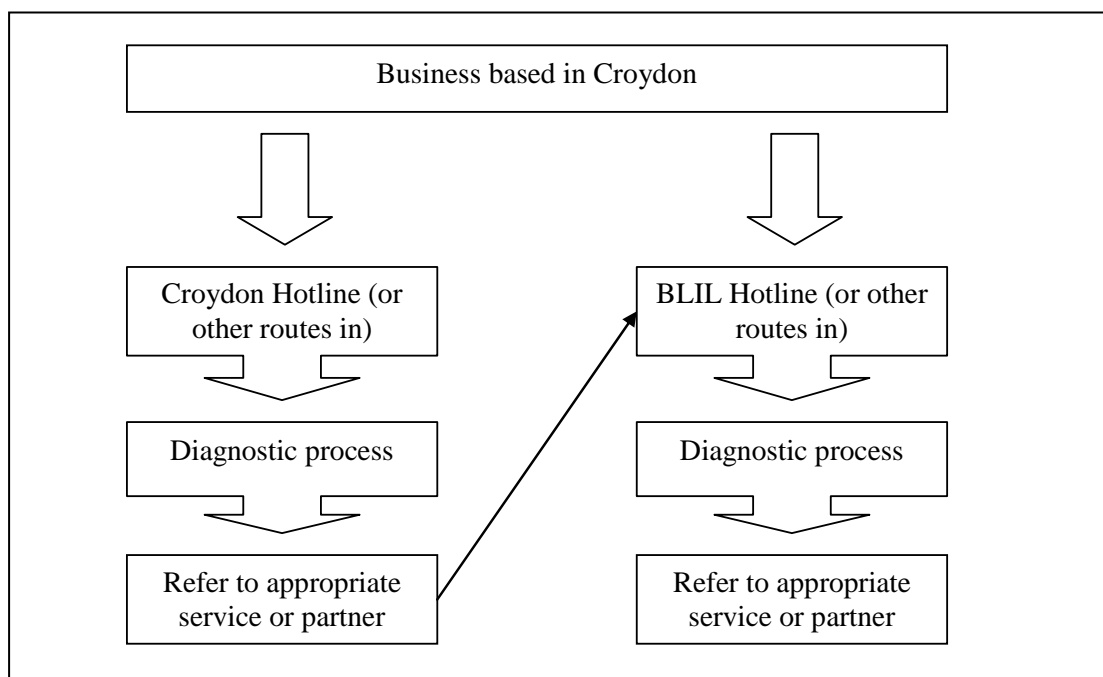 Business based in Croydon
Croydon Hotline (or
other routes in)
BLIL Hotline (or other
routes in)
Diagnostic process
Diagnostic process
Refer to appropriate
service or partner
Refer to appropriate
service or partner